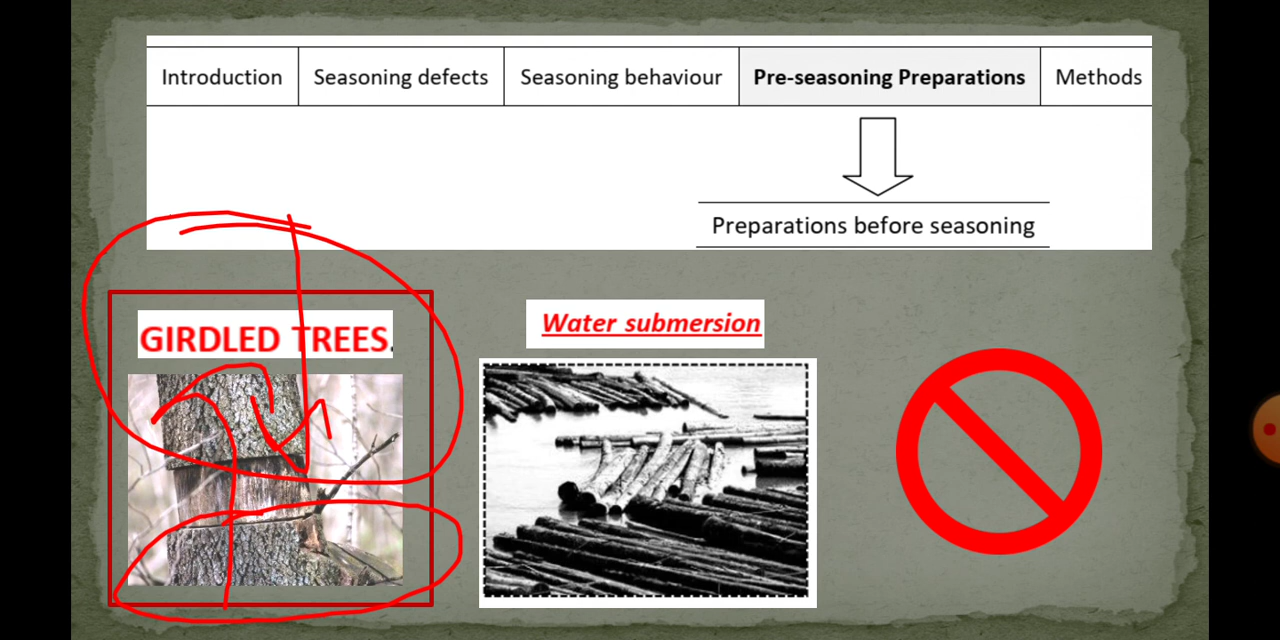 Introduction
Seasoning defects
Seasoning behaviour
Pre-seasoning Preparations
Methods
Preparations before seasoning
GIRDLED TREES.
Water submersion